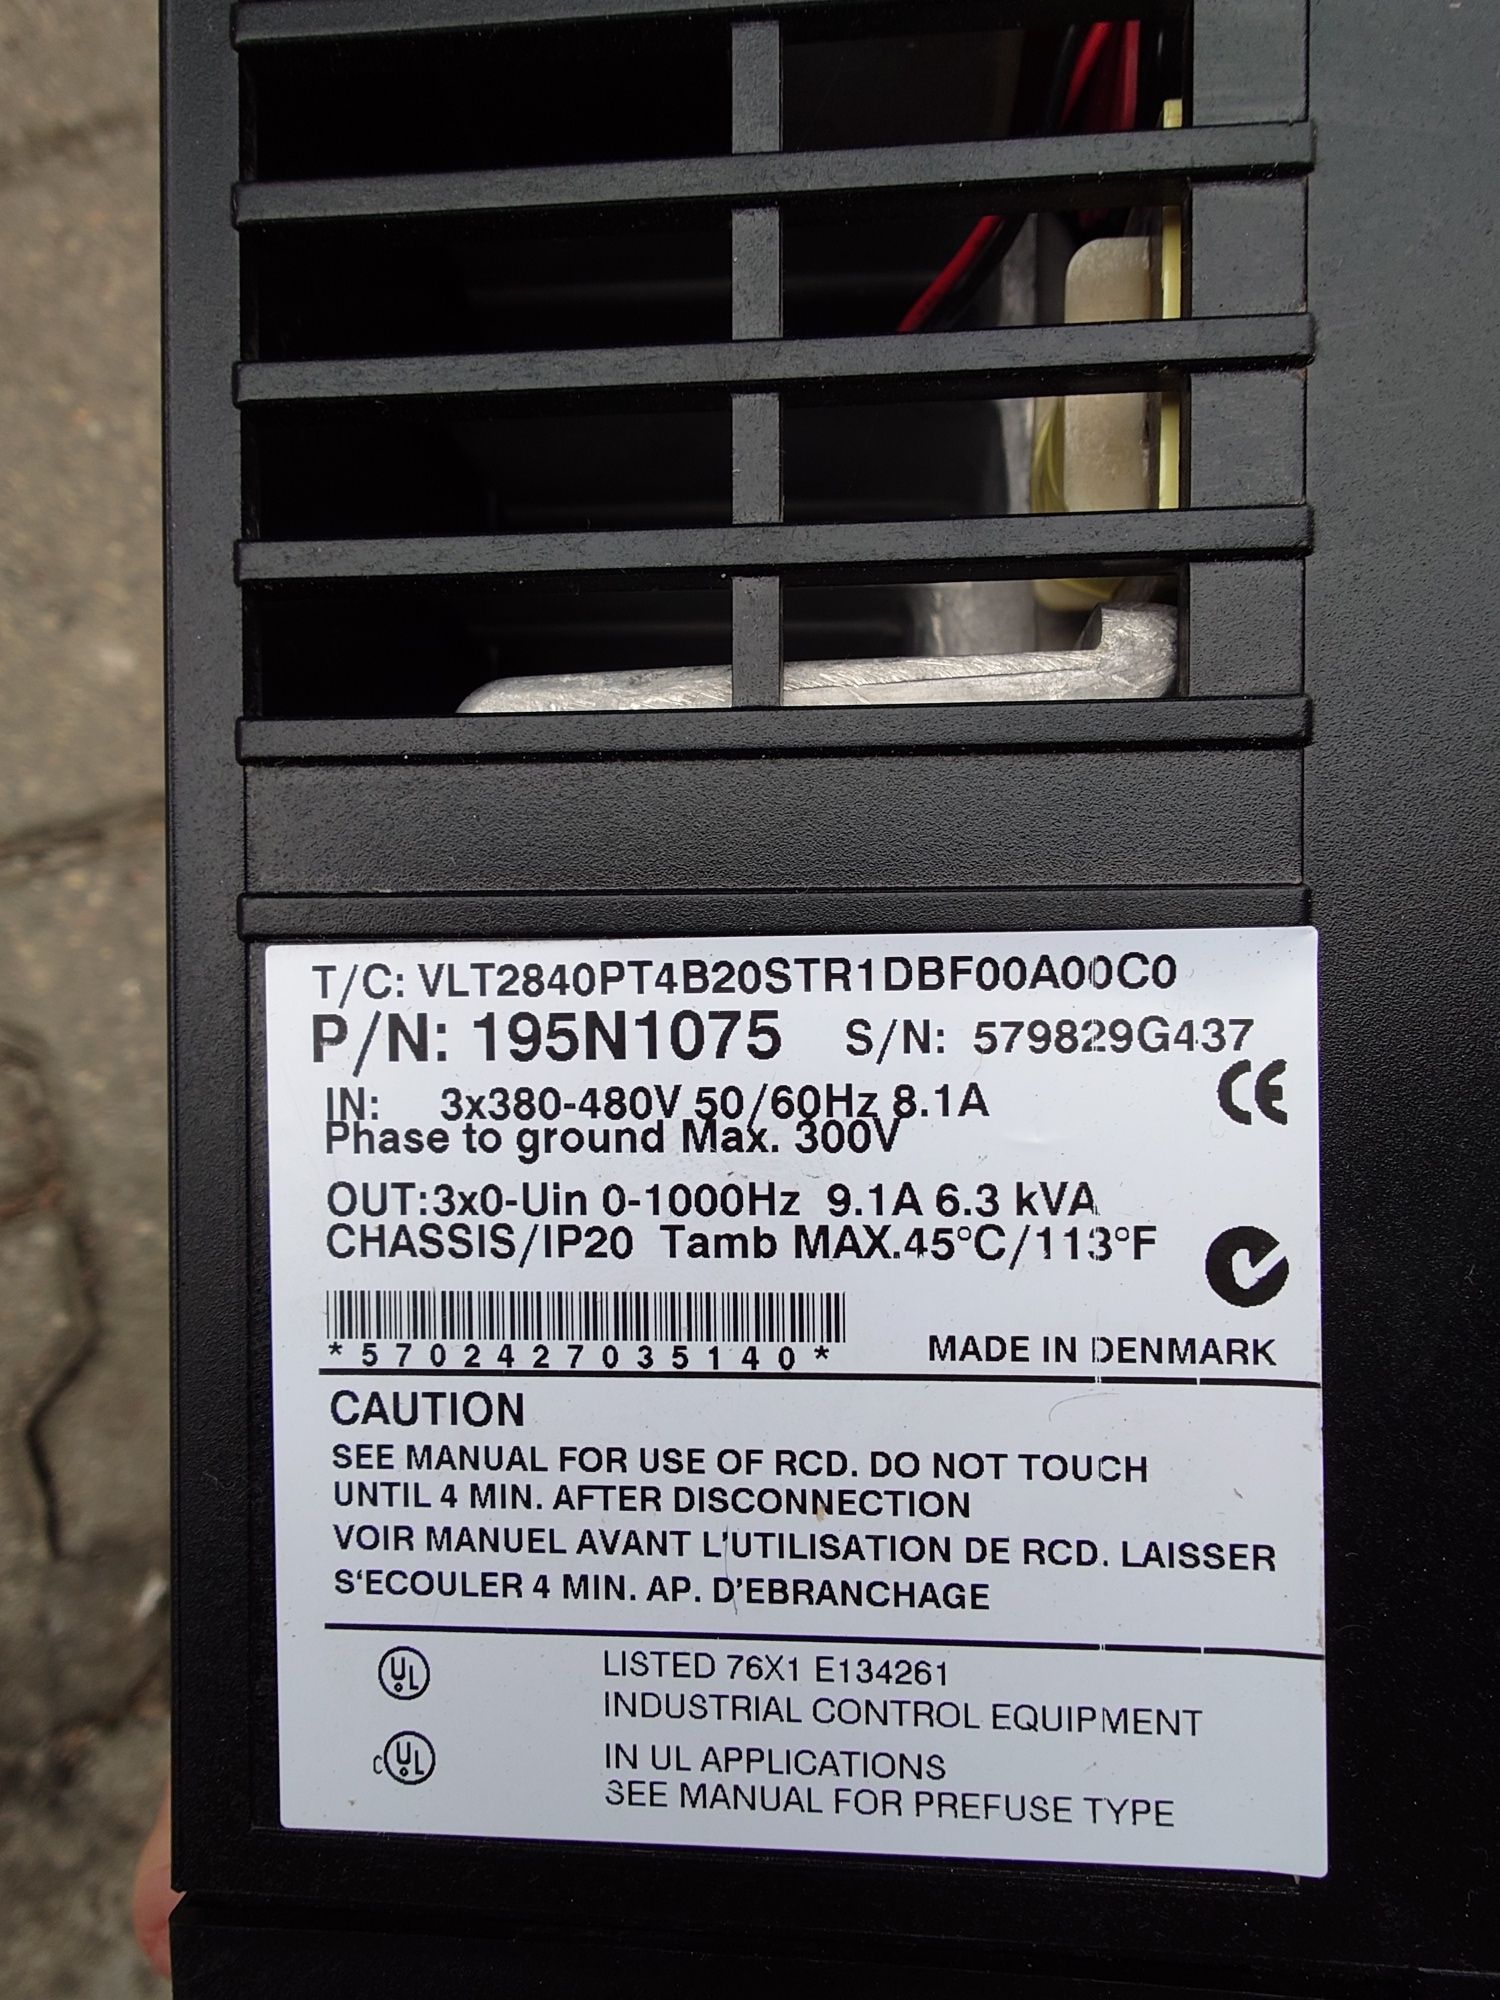 T/C: VLT2840PT4B20STR1DBF00A00C0
P/N: 195N1075 S/N: 579829G437
CE
IN: 3x380-480V 50/60Hz 8.1A
Phase to ground Max. 300V
OUT:3x0-Uin 0-1000Hz 9.1A 6.3 kVA
CHASSIS/IP20 Tamb MAX.45°C/113°F
*5702427035140*
MADE IN DENMARK
CAUTION
SEE MANUAL FOR USE OF RCD. DO NOT TOUCH
UNTIL 4 MIN. AFTER DISCONNECTION
VOIR MANUEL AVANT L'UTILISATION DE RCD. LAISSER
S'ECOULER 4 MIN. AP. D'EBRANCHAGE
UL LISTED 76X1 E134261
INDUSTRIAL CONTROL EQUIPMENT
c UL IN UL APPLICATIONS
SEE MANUAL FOR PREFUSE TYPE